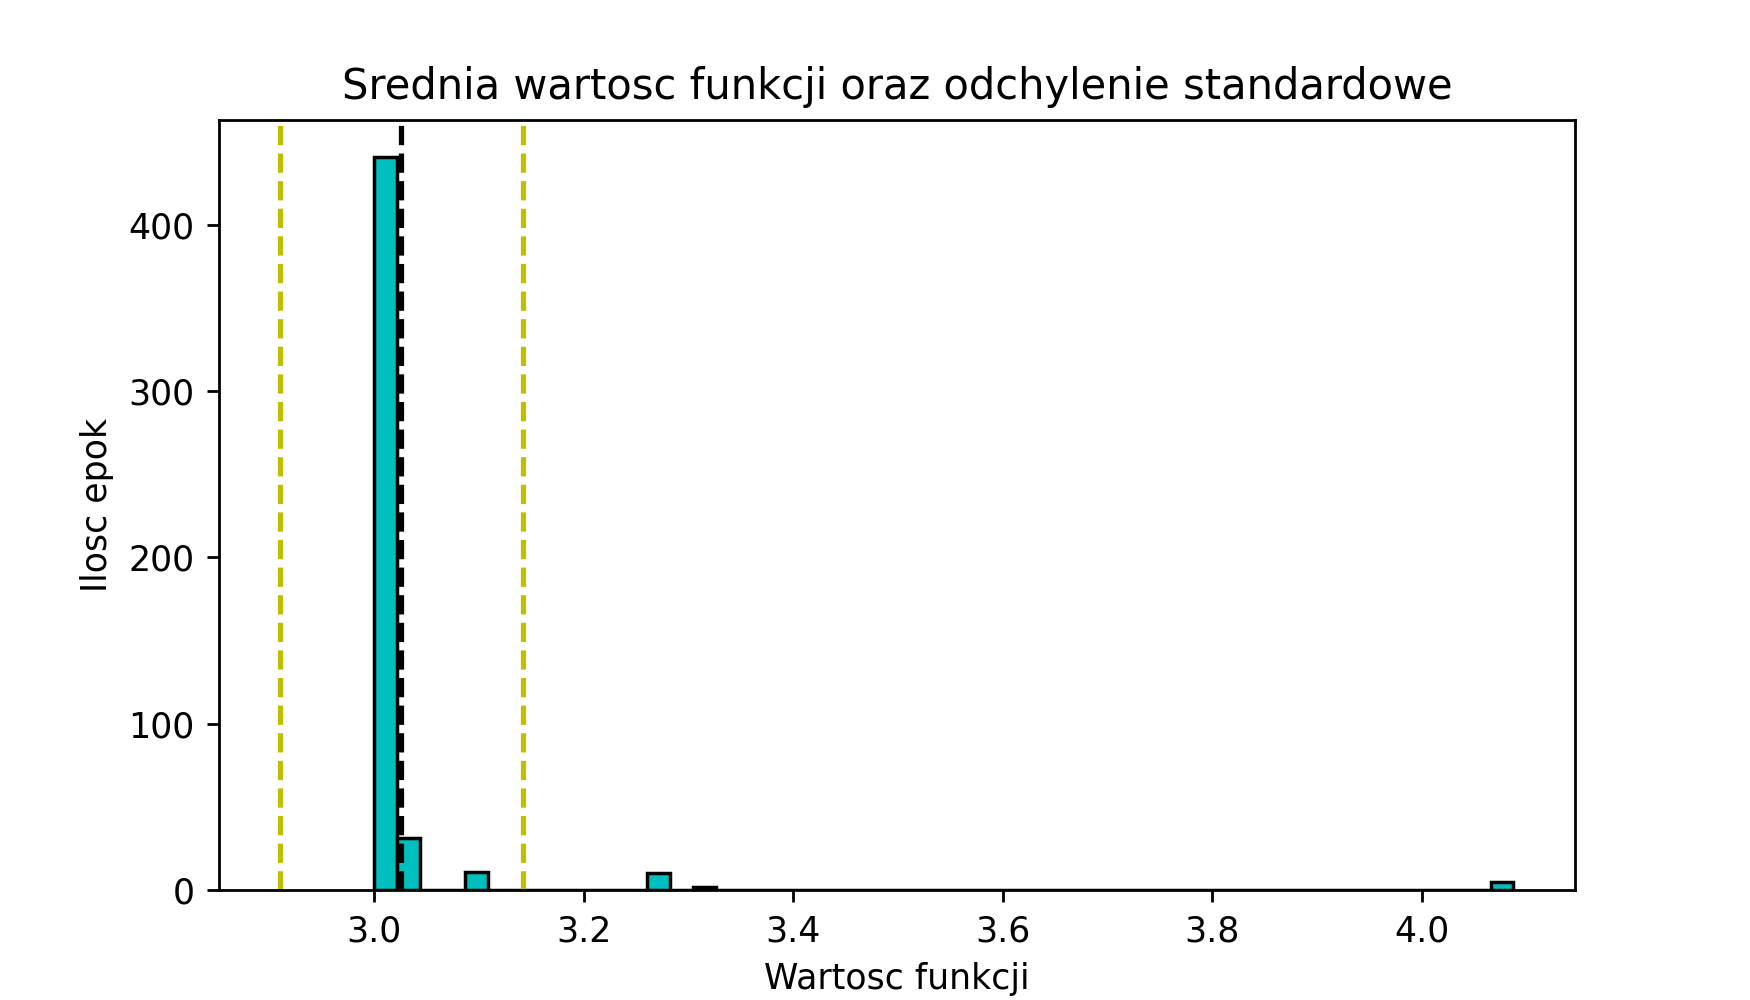 Srednia wartosc funkcji oraz odchylenie standardowe
400
300
200
100
0
Ilosc epok
3.0 3.2 3.4 3.6 3.8 4.0
Wartosc funkcji